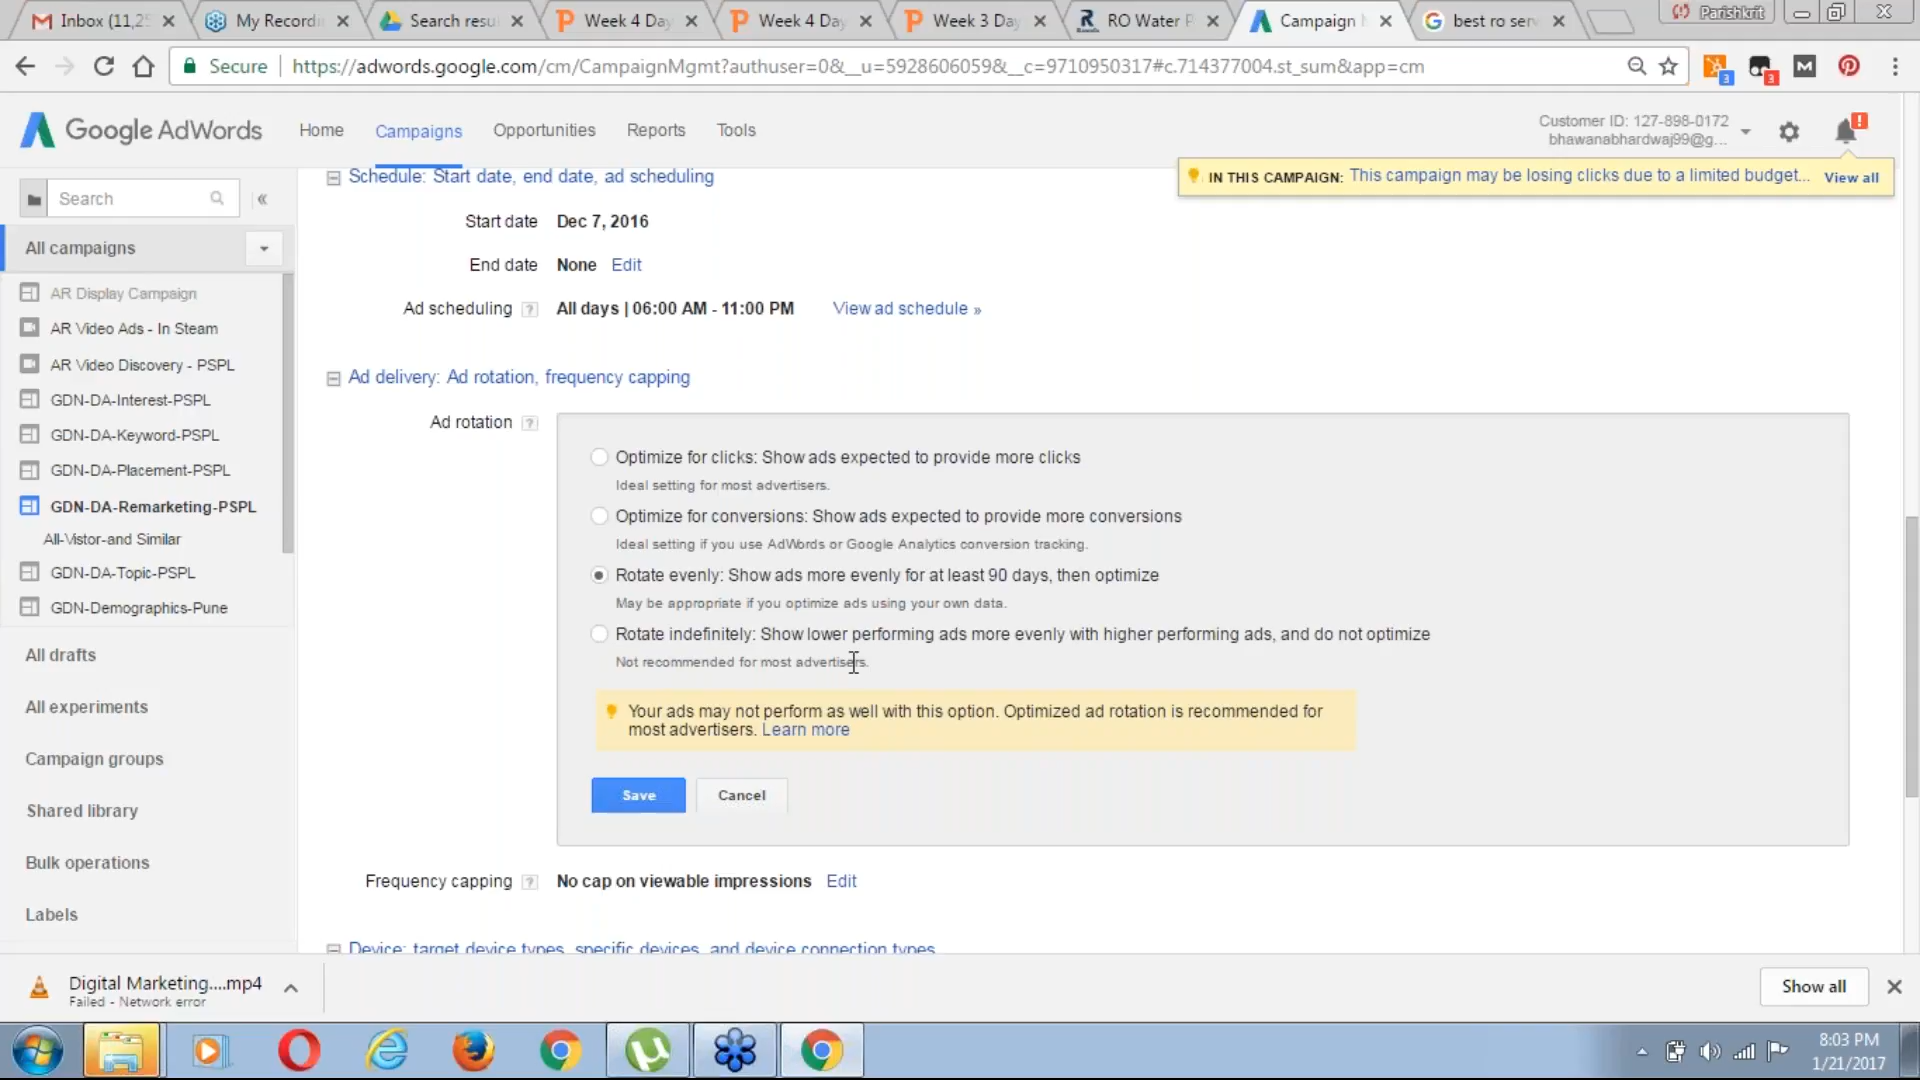 Inbox (11,25
My Recordi
Search resu
Week 4 Day
Week 4 Day
Week 3 Day
RO Water P
Campaign M
best ro serv
Parishkrit
Secure
https://adwords.google.com/cm/CampaignMgmt?authuser=0&__u=5928606059&__c=9710950317#c.714377004.st_sum&app=cm
3
3
M
Google AdWords
Home
Campaigns
Opportunities
Reports
Tools
Customer ID: 127-898-0172
bhawanabhardwaj99@g...
!
IN THIS CAMPAIGN: This campaign may be losing clicks due to a limited budget... View all
Search
«
All campaigns
AR Display Campaign
AR Video Ads - In Steam
AR Video Discovery - PSPL
GDN-DA-Interest-PSPL
GDN-DA-Keyword-PSPL
GDN-DA-Placement-PSPL
GDN-DA-Remarketing-PSPL
All-Vistor-and Similar
GDN-DA-Topic-PSPL
GDN-Demographics-Pune
All drafts
All experiments
Campaign groups
Shared library
Bulk operations
Labels
Schedule: Start date, end date, ad scheduling
Start date Dec 7, 2016
End date None Edit
Ad scheduling ? All days | 06:00 AM - 11:00 PM View ad schedule »
Ad delivery: Ad rotation, frequency capping
Ad rotation ?
Optimize for clicks: Show ads expected to provide more clicks
Ideal setting for most advertisers.
Optimize for conversions: Show ads expected to provide more conversions
Ideal setting if you use AdWords or Google Analytics conversion tracking.
Rotate evenly: Show ads more evenly for at least 90 days, then optimize
May be appropriate if you optimize ads using your own data.
Rotate indefinitely: Show lower performing ads more evenly with higher performing ads, and do not optimize
Not recommended for most advertisers.
Your ads may not perform as well with this option. Optimized ad rotation is recommended for
most advertisers. Learn more
Save
Cancel
Frequency capping ? No cap on viewable impressions Edit
Device: target device types, specific devices, and device connection types
Digital Marketing....mp4
Failed - Network error
Show all
8:03 PM
1/21/2017